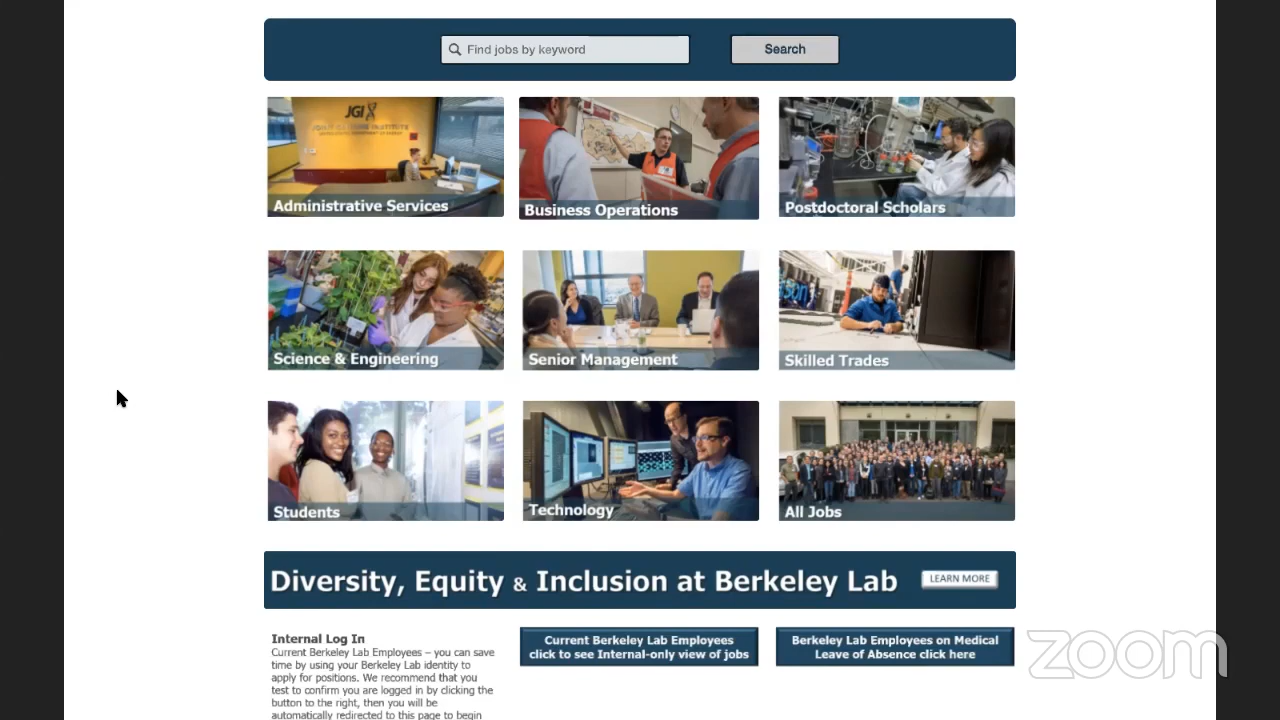 Find jobs by keyword
Search
JGI
Administrative Services
Business Operations
Postdoctoral Scholars
Science & Engineering
Senior Management
Skilled Trades
Students
Technology
All Jobs
Diversity, Equity & Inclusion at Berkeley Lab
LEARN MORE
Internal Log In
Current Berkeley Lab Employees – you can save
time by using your Berkeley Lab identity to
apply for positions. We recommend that you
test to confirm you are logged in by clicking the
button to the right, then you will be
automatically redirected to this page to begin
Current Berkeley Lab Employees
click to see Internal-only view of jobs
Berkeley Lab Employees on Medical
Leave of Absence click here
zoom